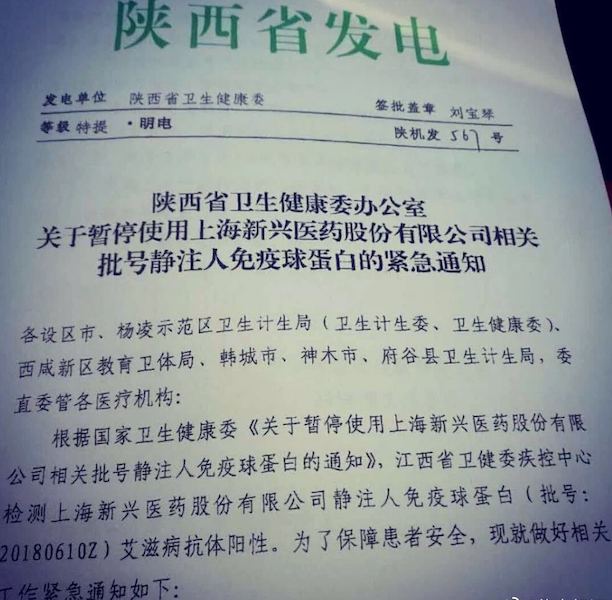 陕西省发电
发电单位 陕西省卫生健康委 签批盖章 刘宝琴
等级 特提 ·明电 陕机发 567 号
陕西省卫生健康委办公室
关于暂停使用上海新兴医药股份有限公司相关
批号静注人免疫球蛋白的紧急通知
各设区市、杨凌示范区卫生计生局（卫生计生委、卫生健康委）、
西咸新区教育卫体局、韩城市、神木市、府谷县卫生计生局，委
直委管各医疗机构：
根据国家卫生健康委《关于暂停使用上海新兴医药股份有限
公司相关批号静注人免疫球蛋白的通知》，江西省卫健委疾控中心
检测上海新兴医药股份有限公司静注人免疫球蛋白（批号：
20180610Z）艾滋病抗体阳性。为了保障患者安全，现就做好相关
工作紧急通知如下：